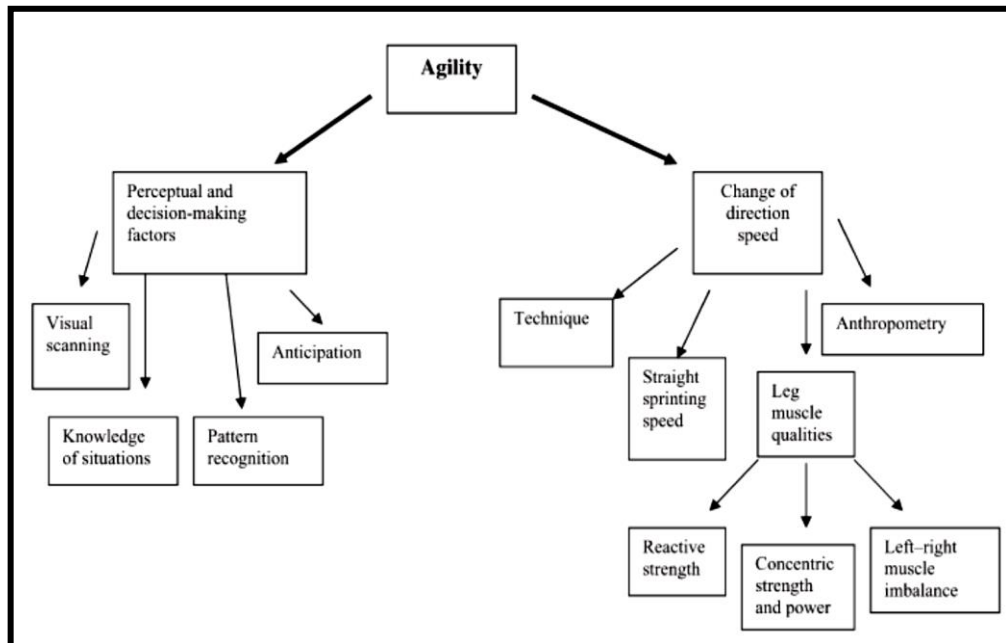 Agility
Perceptual and
decision-making
factors
Change of
direction
speed
Visual
scanning
Anticipation
Technique
Anthropometry
Straight
sprinting
speed
Leg
muscle
qualities
Knowledge
of situations
Pattern
recognition
Reactive
strength
Concentric
strength
and power
Left–right
muscle
imbalance